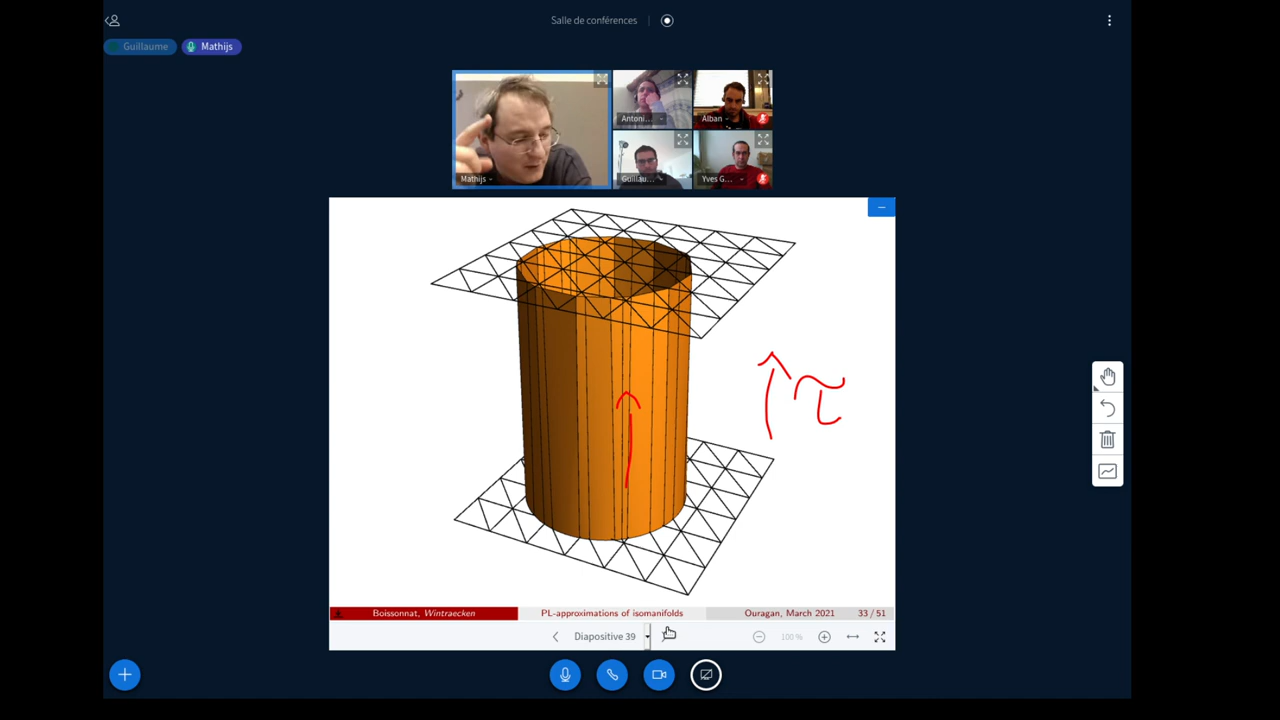 Salle de conférences
Guillaume
Mathijs
Mathijs
Antoni...
Alban
Guillau...
Yves G...
τ
Boissonnat, Wintraecken
PL-approximations of isomanifolds
Ouragan, March 2021
33 / 51
Diapositive 39
100 %